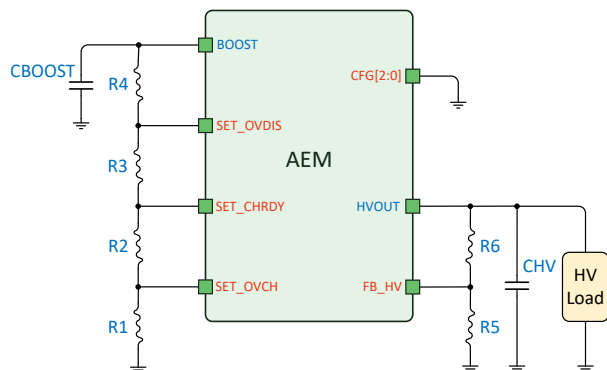 BOOST
CBOOST
R4
CFG[2:0]
SET_OVDIS
AEM
R3
SET_CHRDY
HVOUT
R2
R6
CHV
HV
Load
SET_OVCH
FB_HV
R1
R5